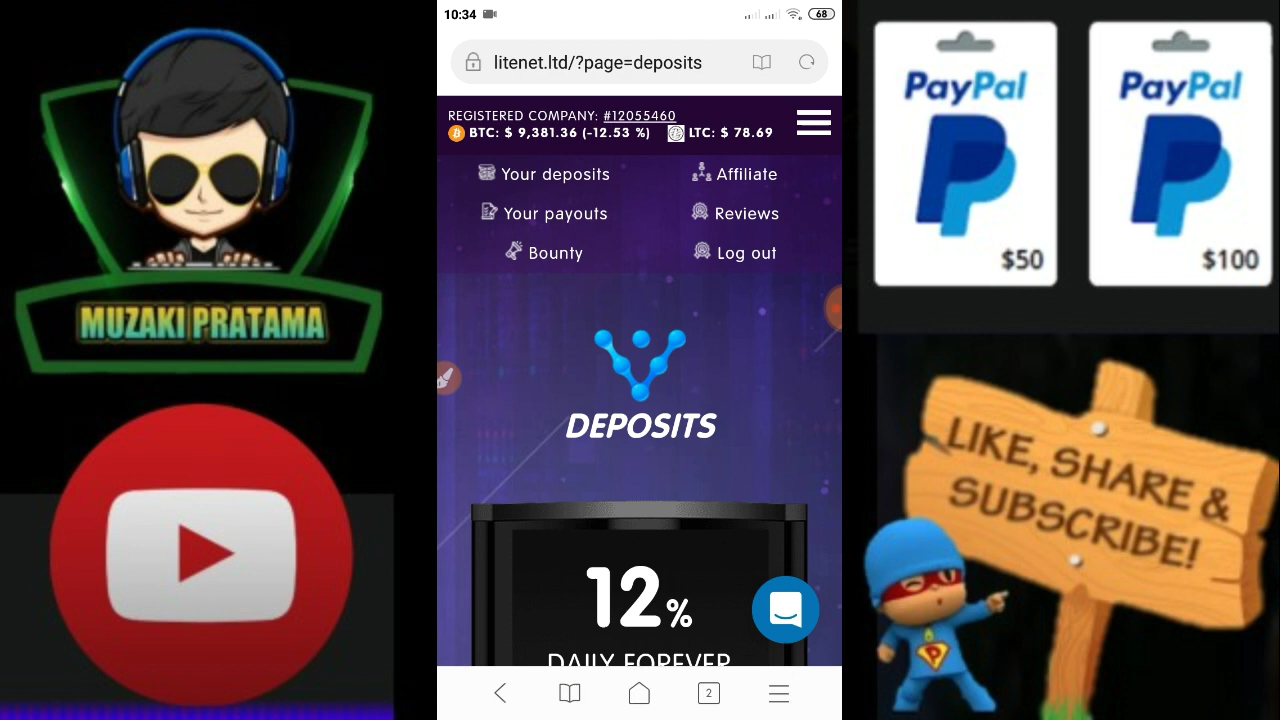 MUZAKI PRATAMA
10:34
68
litenet.ltd/?page=deposits
REGISTERED COMPANY: #12055460
BTC: $ 9,381.36 (-12.53 %) LTC: $ 78.69
Your deposits
Affiliate
Your payouts
Reviews
Bounty
Log out
DEPOSITS
12%
DAILY FOREVER
2
PayPal
$50
PayPal
$100
LIKE, SHARE &
SUBSCRIBE!